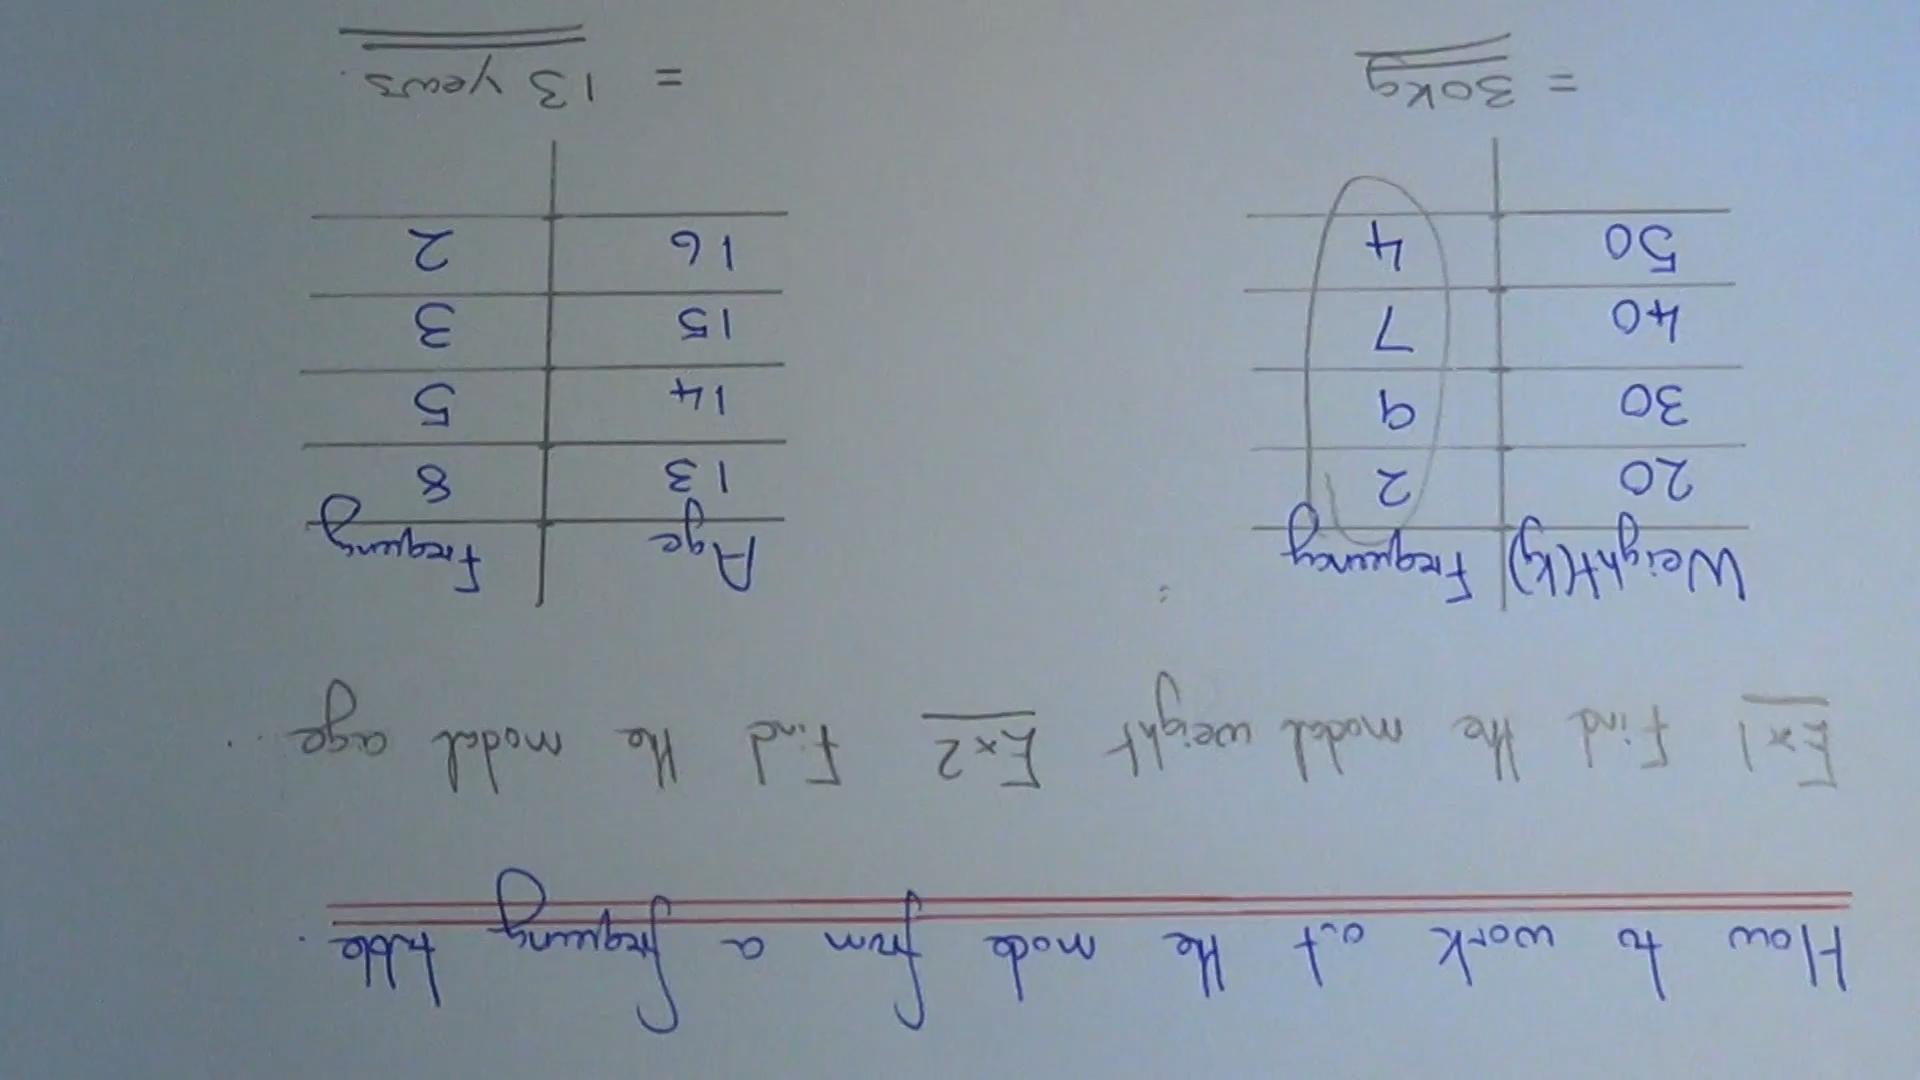 How to work out the mode from a frequency table.
Ex1 Find the modal weight Ex2 Find the modal age.
Weight(kg) Frequency
20 2
30 9
40 7
50 4
= 30kg
Age Frequency
13 8
14 5
15 3
16 2
= 13 years.